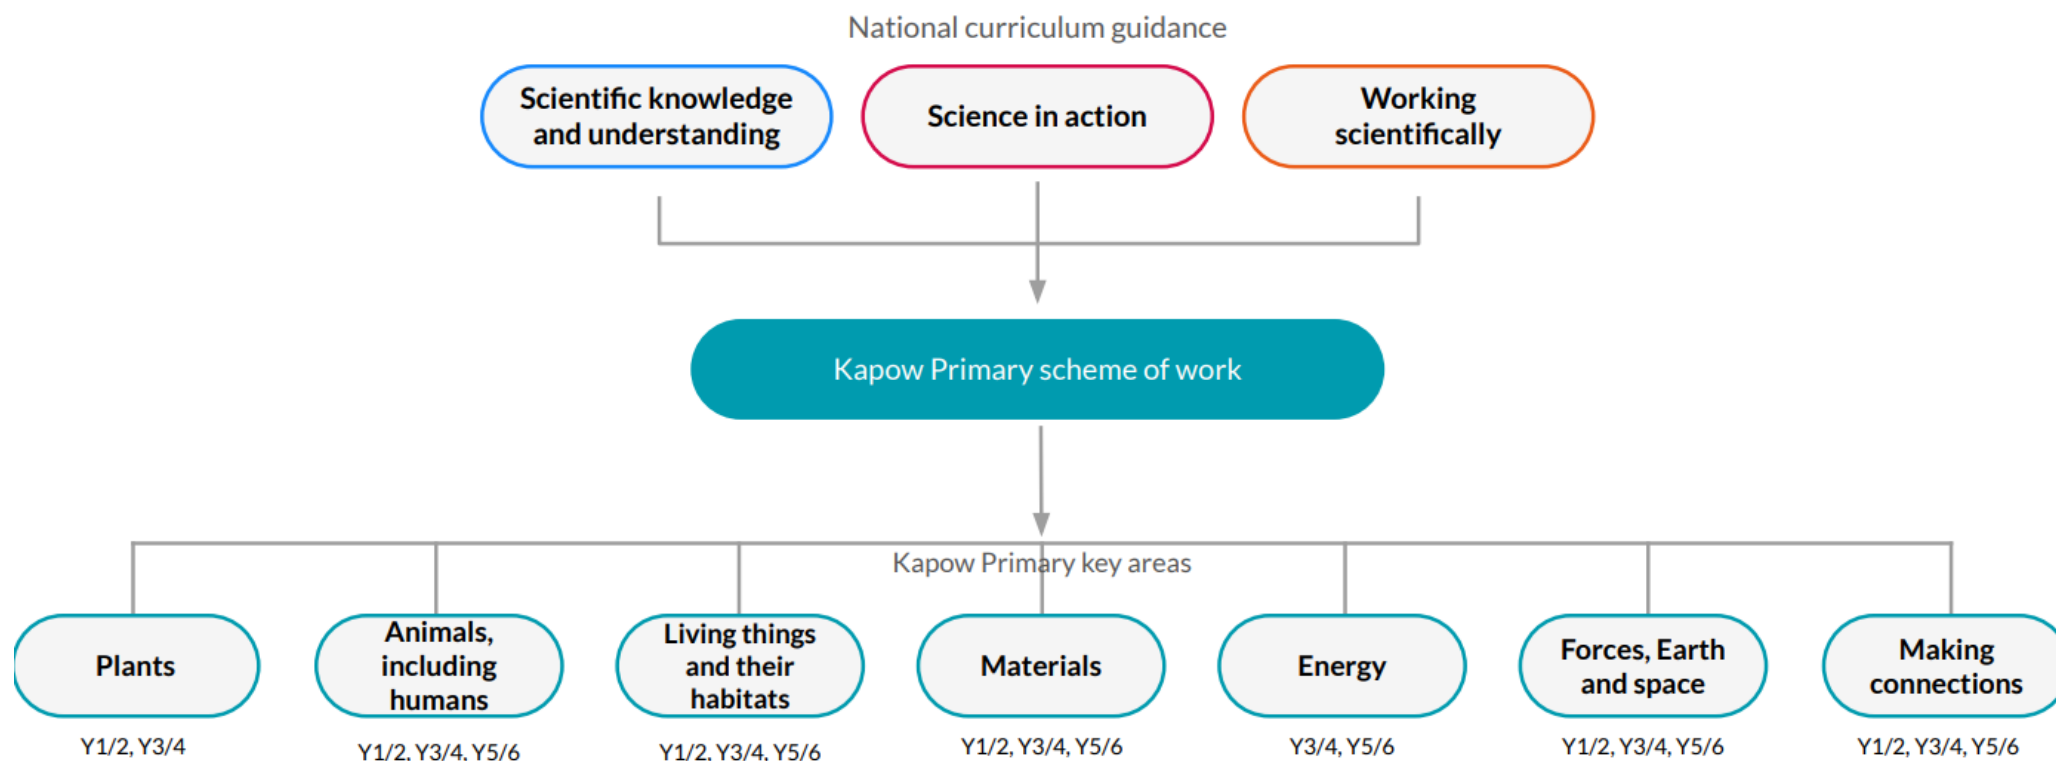 National curriculum guidance
Scientific knowledge
and understanding
Science in action
Working
scientifically
Kapow Primary scheme of work
Kapow Primary key areas
Plants
Animals,
including
humans
Living things
and their
habitats
Materials
Energy
Forces, Earth
and space
Making
connections
Y1/2, Y3/4
Y1/2, Y3/4, Y5/6
Y1/2, Y3/4, Y5/6
Y1/2, Y3/4, Y5/6
Y3/4, Y5/6
Y1/2, Y3/4, Y5/6
Y1/2, Y3/4, Y5/6